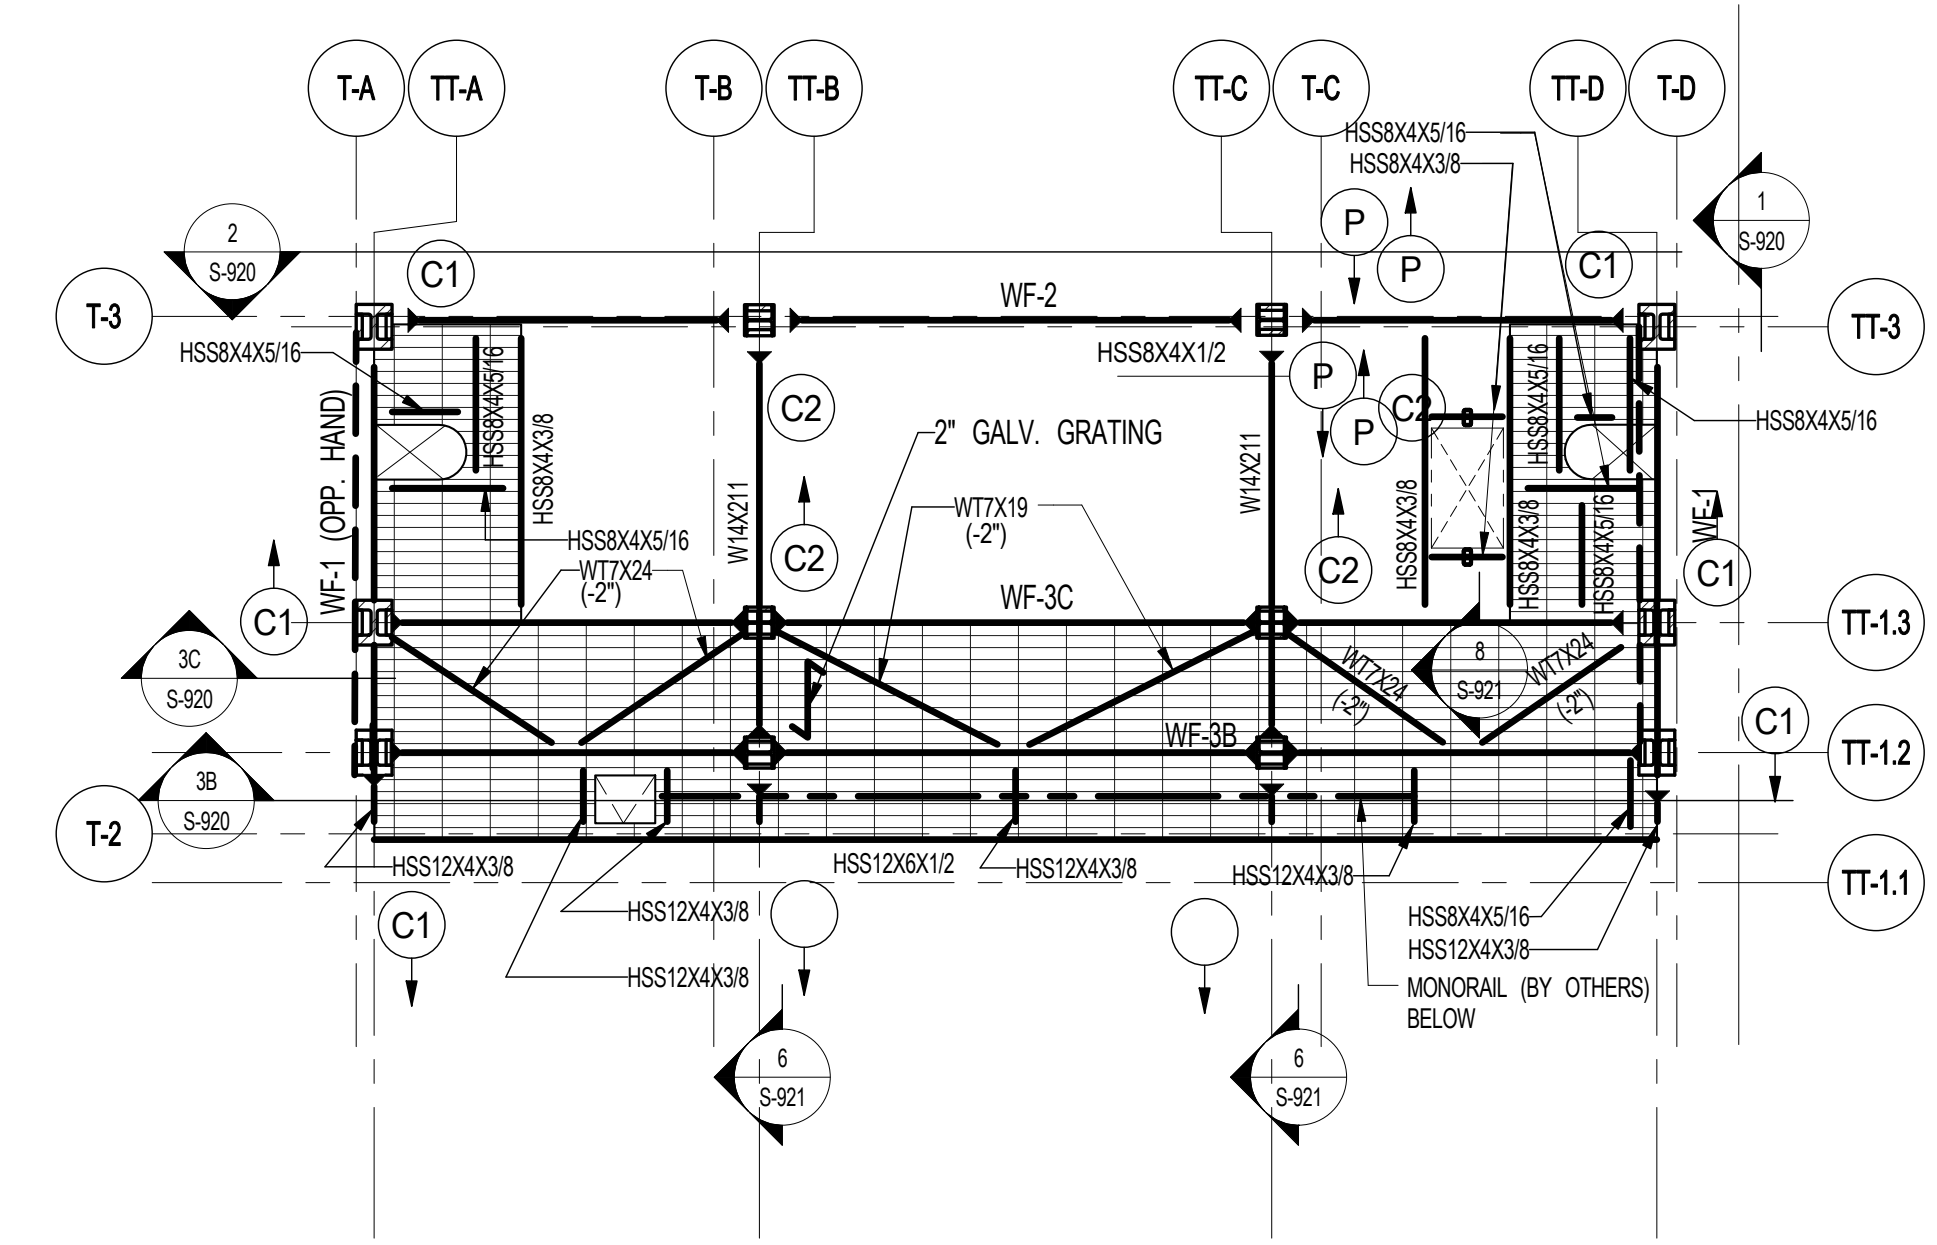 T-A
TT-A
T-B
TT-B
TT-C
T-C
TT-D
T-D
HSS8X4X5/16
HSS8X4X3/8
1
S-920
2
S-920
P
P
C1
C1
T-3
WF-2
TT-3
HSS8X4X5/16
HSS8X4X1/2
P
P
C2
C2
HSS8X4X5/16
HSS8X4X3/8
WF-1 (OPP. HAND)
2" GALV. GRATING
HSS8X4X5/16
HSS8X4X5/16
W14X211
W14X211
HSS8X4X3/8
HSS8X4X3/8
HSS8X4X5/16
WF-1
WT7X19
(-2")
HSS8X4X5/16
WT7X24
(-2")
C2
C2
C1
C1
WF-3C
TT-1.3
3C
S-920
8
S-921
WT7X24
(-2")
WT7X24
(-2")
C1
WF-3B
TT-1.2
3B
S-920
T-2
HSS12X4X3/8
HSS12X6X1/2
HSS12X4X3/8
HSS12X4X3/8
TT-1.1
C1
HSS12X4X3/8
HSS8X4X5/16
HSS12X4X3/8
HSS12X4X3/8
MONORAIL (BY OTHERS)
BELOW
6
S-921
6
S-921